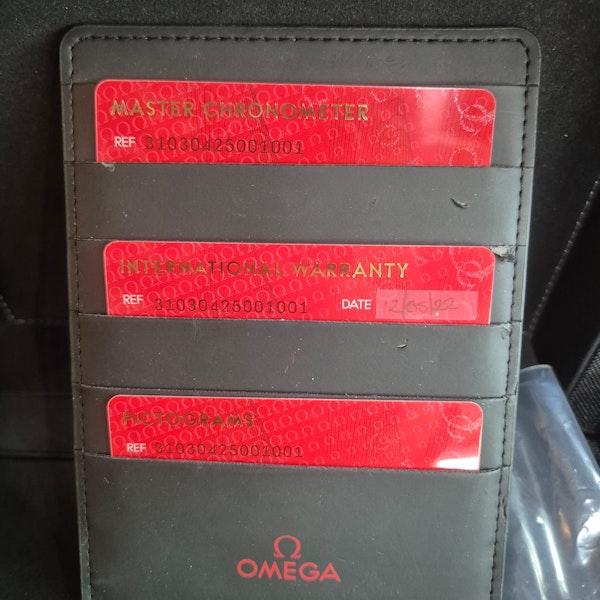 MASTER CHRONOMETER
REF 31030425001001
INTERNATIONAL WARRANTY
REF 31030425001001 DATE 12/05/22
PICTOGRAMS
REF 31030425001001
Ω
OMEGA